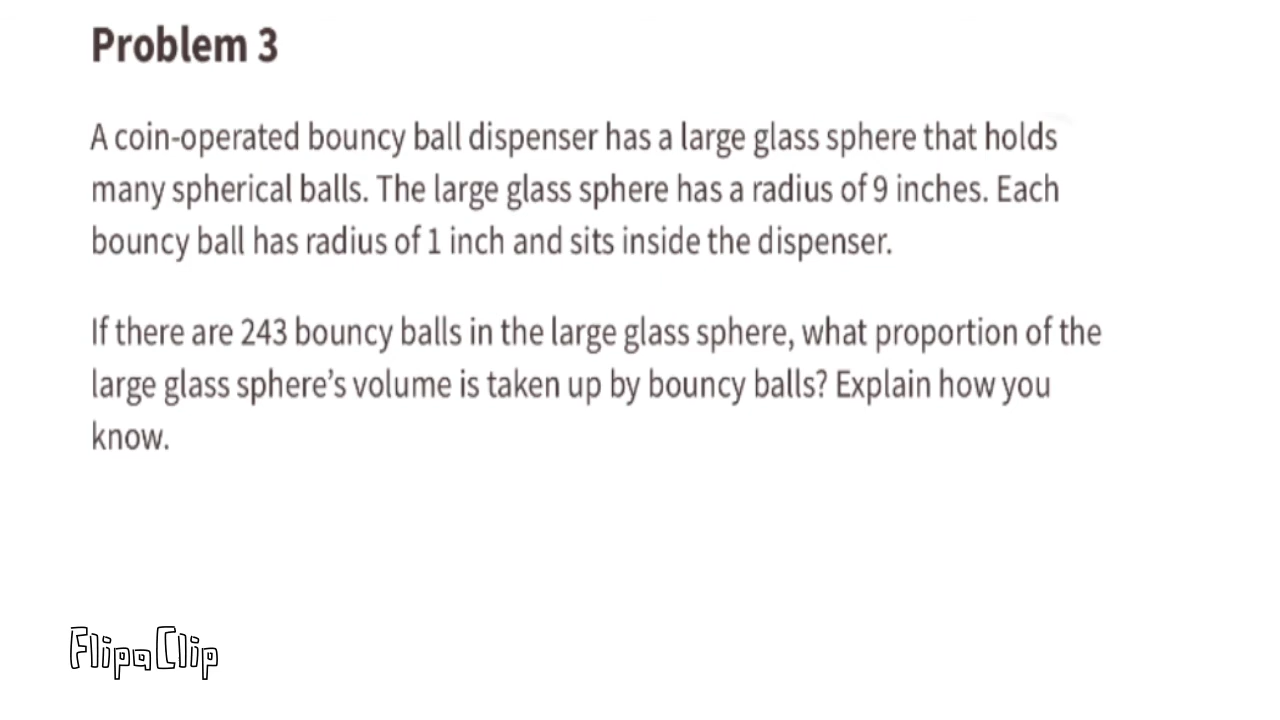 Problem 3
A coin-operated bouncy ball dispenser has a large glass sphere that holds
many spherical balls. The large glass sphere has a radius of 9 inches. Each
bouncy ball has radius of 1 inch and sits inside the dispenser.
If there are 243 bouncy balls in the large glass sphere, what proportion of the
large glass sphere’s volume is taken up by bouncy balls? Explain how you
know.
FlipaClip